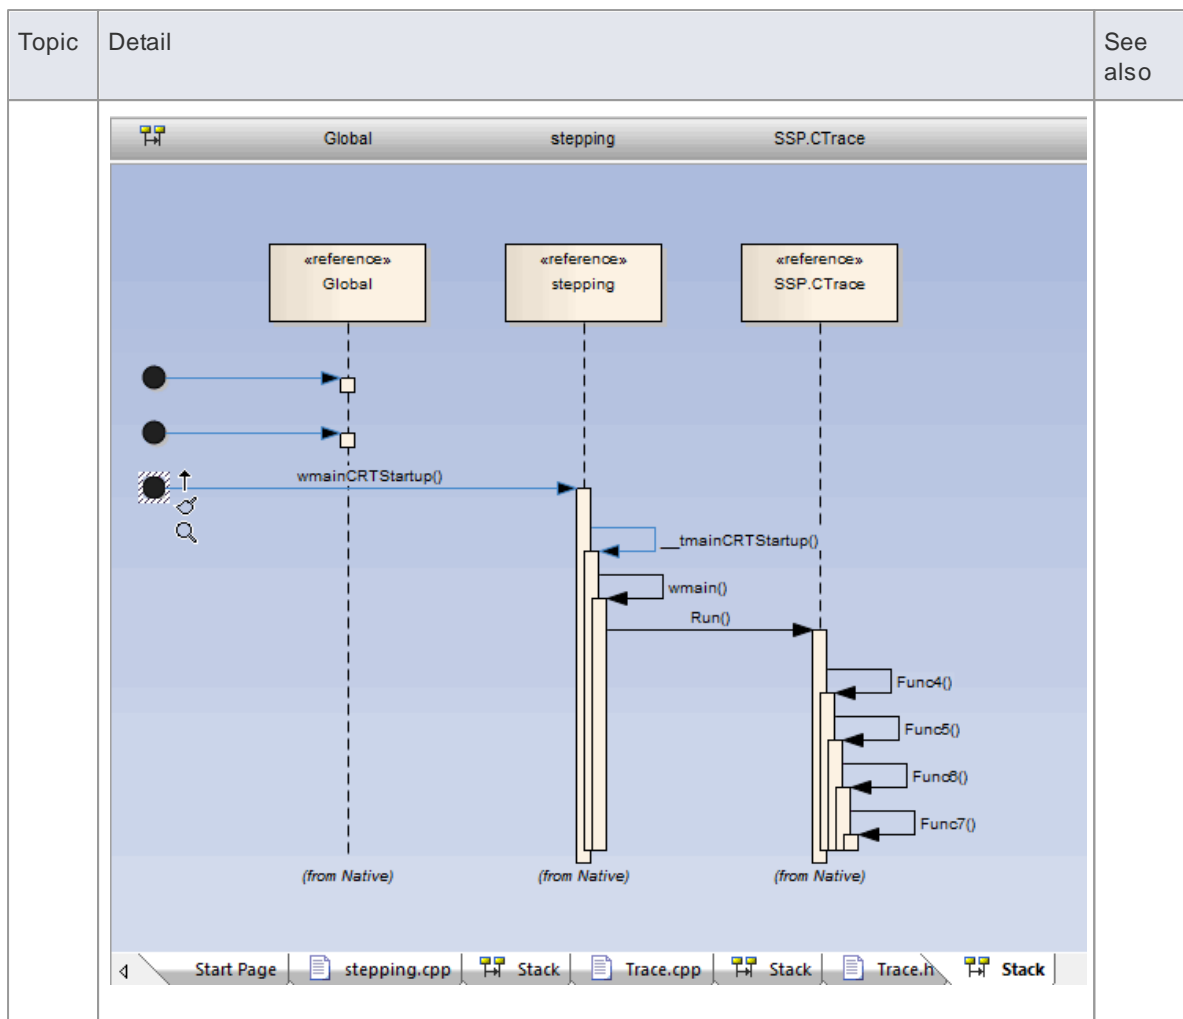 Topic
Detail
See
also
Global
stepping
SSP.CTrace
«reference»
Global
«reference»
stepping
«reference»
SSP.CTrace
wmainCRTStartup()
__tmainCRTStartup()
wmain()
Run()
Func4()
Func5()
Func6()
Func7()
(from Native)
(from Native)
(from Native)
Start Page
stepping.cpp
Stack
Trace.cpp
Stack
Trace.h
Stack